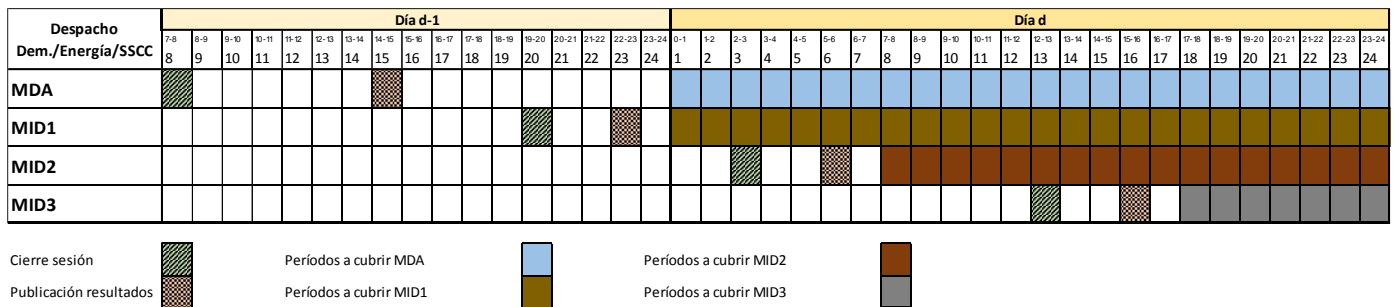 Despacho
Dem./Energía/SSCC
Día d-1
Día d
7-8 8-9 9-10 10-11 11-12 12-13 13-14 14-15 15-16 16-17 17-18 18-19 19-20 20-21 21-22 22-23 23-24 0-1 1-2 2-3 3-4 4-5 5-6 6-7 7-8 8-9 9-10 10-11 11-12 12-13 13-14 14-15 15-16 16-17 17-18 18-19 19-20 20-21 21-22 22-23 23-24
8 9 10 11 12 13 14 15 16 17 18 19 20 21 22 23 24 1 2 3 4 5 6 7 8 9 10 11 12 13 14 15 16 17 18 19 20 21 22 23 24
MDA
MID1
MID2
MID3
Cierre sesión Períodos a cubrir MDA Períodos a cubrir MID2
Publicación resultados Períodos a cubrir MID1 Períodos a cubrir MID3